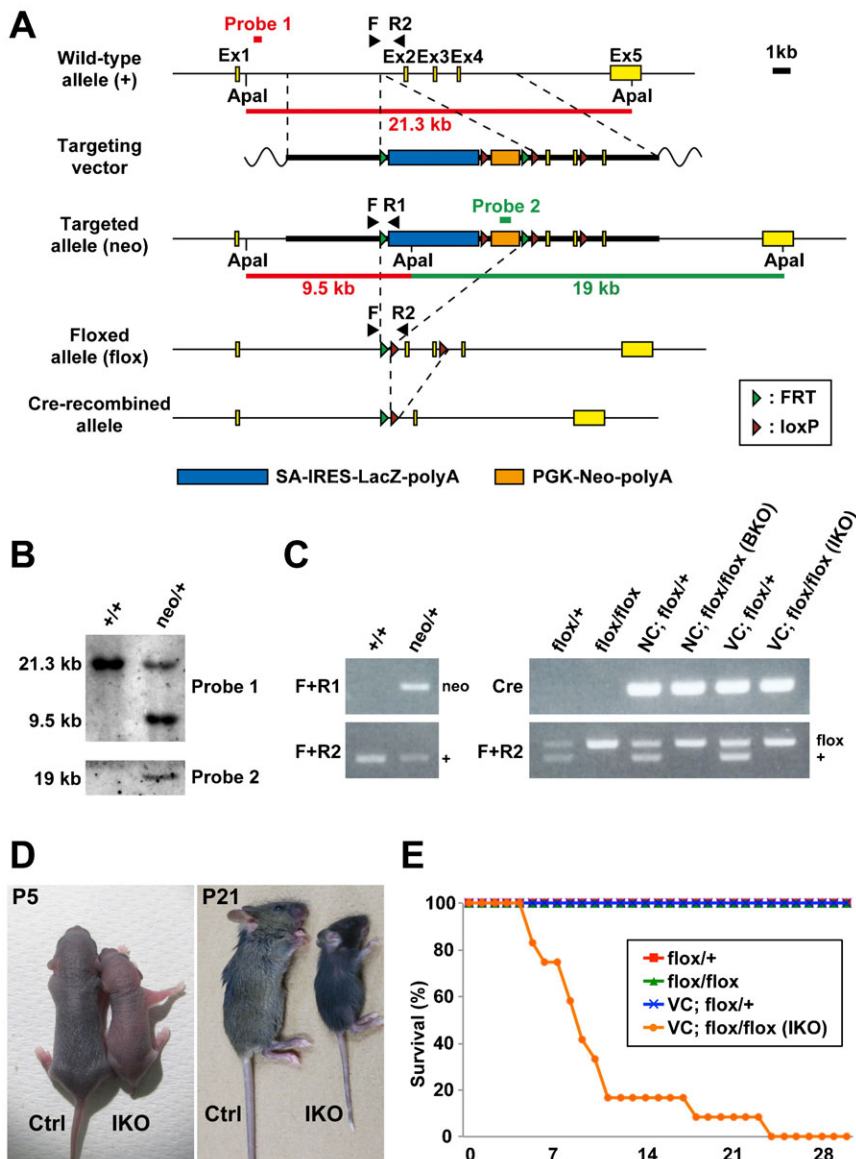 A
Probe 1
F R2
Wild-type allele (+)
Ex1
Ex2 Ex3 Ex4
Ex5
1kb
ApaI
ApaI
21.3 kb
Targeting vector
F R1
Probe 2
Targeted allele (neo)
ApaI
ApaI
ApaI
9.5 kb
19 kb
F R2
Floxed allele (flox)
Cre-recombined allele
: FRT
: loxP
SA-IRES-LacZ-polyA
PGK-Neo-polyA
B
+/+
neo/+
21.3 kb
Probe 1
9.5 kb
19 kb
Probe 2
C
+/+
neo/+
F+R1
neo
F+R2
+
flox/+
flox/flox
NC; flox/+
NC; flox/flox (BKO)
VC; flox/+
VC; flox/flox (IKO)
Cre
F+R2
flox
+
D
P5
Ctrl
IKO
P21
Ctrl
IKO
E
Survival (%)
100
80
60
40
20
0
flox/+
flox/flox
VC; flox/+
VC; flox/flox (IKO)
0 7 14 21 28